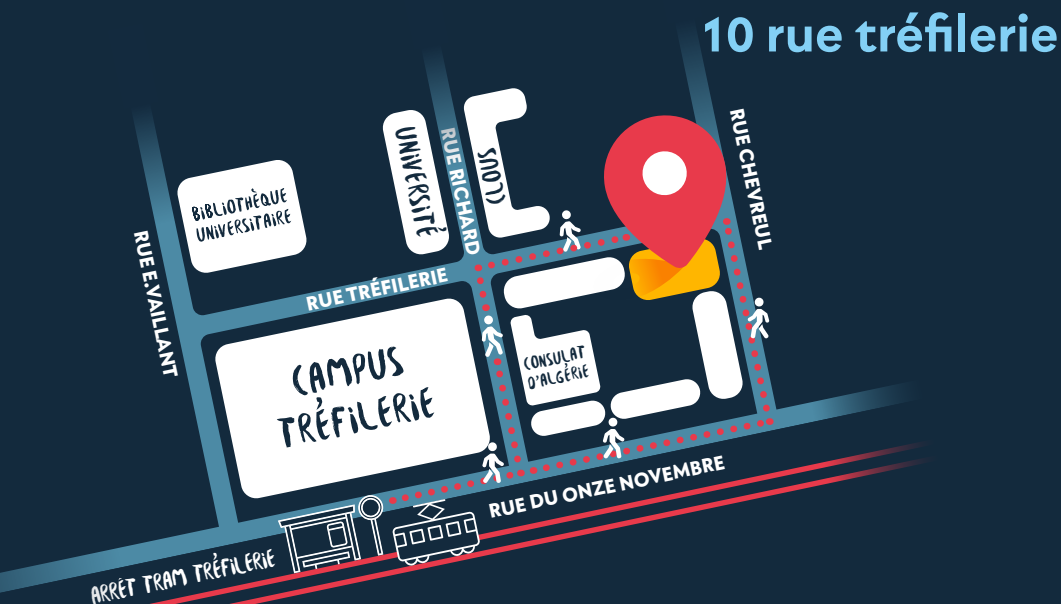 10 rue tréfilerie
RUE CHEVREUL
UNIVERSITÉ
RUE RICHARD
CROUS
BIBLIOTHÈQUE
UNIVERSITAIRE
RUE E.VAILLANT
RUE TRÉFILERIE
CAMPUS
TRÉFILERIE
CONSULAT
D'ALGÉRIE
RUE DU ONZE NOVEMBRE
ARRÊT TRAM TRÉFILERIE